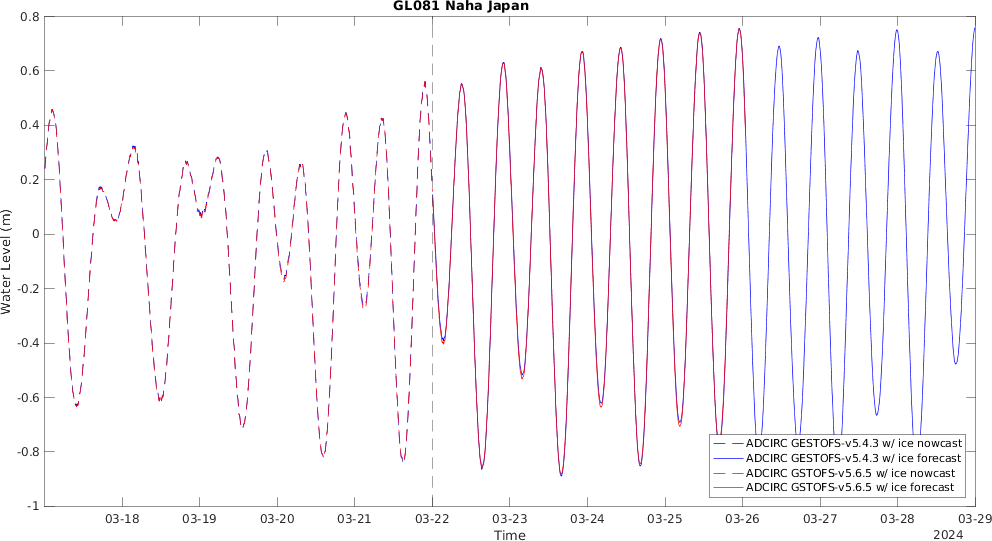 GL081 Naha Japan
0.8
0.6
0.4
0.2
0
-0.2
-0.4
-0.6
-0.8
-1
Water Level (m)
ADCIRC GESTOFS-v5.4.3 w/ ice nowcast
ADCIRC GESTOFS-v5.4.3 w/ ice forecast
ADCIRC GSTOFS-v5.6.5 w/ ice nowcast
ADCIRC GSTOFS-v5.6.5 w/ ice forecast
03-18 03-19 03-20 03-21 03-22 03-23 03-24 03-25 03-26 03-27 03-28 03-29
Time
2024